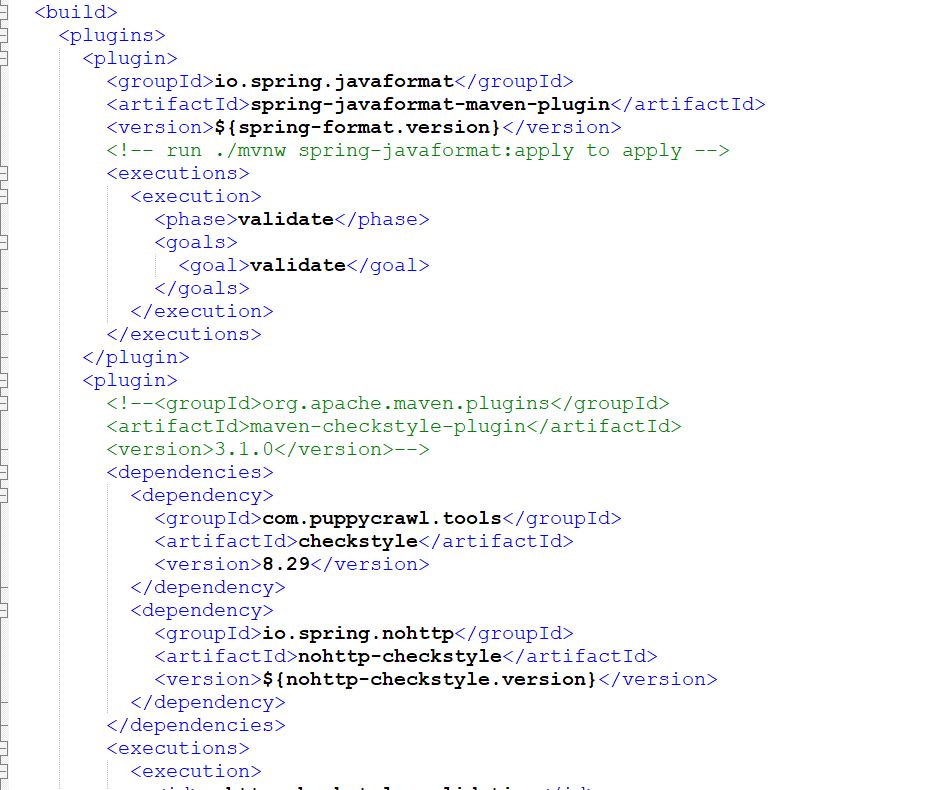 <build>
<plugins>
<plugin>
<groupId>io.spring.javaformat</groupId>
<artifactId>spring-javaformat-maven-plugin</artifactId>
<version>${spring-format.version}</version>
<!-- run ./mvnw spring-javaformat:apply to apply -->
<executions>
<execution>
<phase>validate</phase>
<goals>
<goal>validate</goal>
</goals>
</execution>
</executions>
</plugin>
<plugin>
<!--<groupId>org.apache.maven.plugins</groupId>
<artifactId>maven-checkstyle-plugin</artifactId>
<version>3.1.0</version>-->
<dependencies>
<dependency>
<groupId>com.puppycrawl.tools</groupId>
<artifactId>checkstyle</artifactId>
<version>8.29</version>
</dependency>
<dependency>
<groupId>io.spring.nohttp</groupId>
<artifactId>nohttp-checkstyle</artifactId>
<version>${nohttp-checkstyle.version}</version>
</dependency>
</dependencies>
<executions>
<execution>